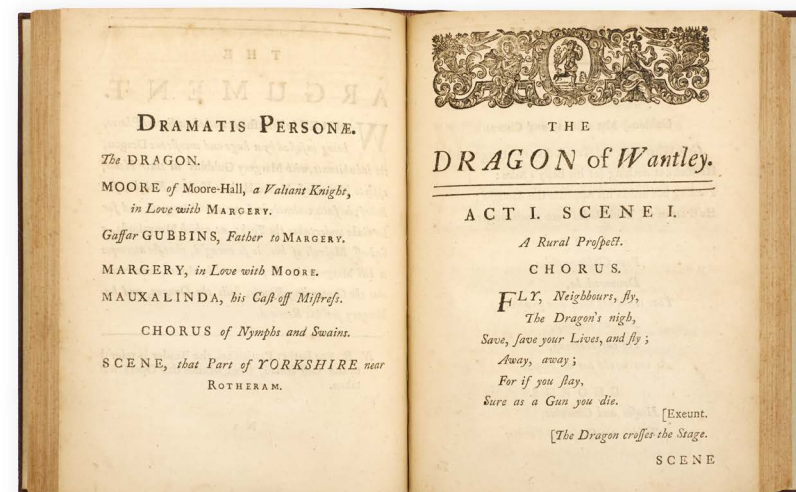 DRAMATIS PERSONÆ.
The DRAGON.
MOORE of Moore-Hall, a Valiant Knight,
in Love with MARGERY.
Gaffar GUBBINS, Father to MARGERY.
MARGERY, in Love with MOORE.
MAUXALINDA, his Caſt-off Miſtreſs.
CHORUS of Nymphs and Swains.
SCENE, that Part of YORKSHIRE near
ROTHERAM.
THE
DRAGON of Wantley.
ACT I. SCENE I.
A Rural Proſpect.
CHORUS.
FLY, Neighbours, fly,
The Dragon's nigh,
Save, ſave your Lives, and fly ;
Away, away ;
For if you ſtay,
Sure as a Gun you die.
[Exeunt.
[The Dragon croſſes the Stage.
SCENE